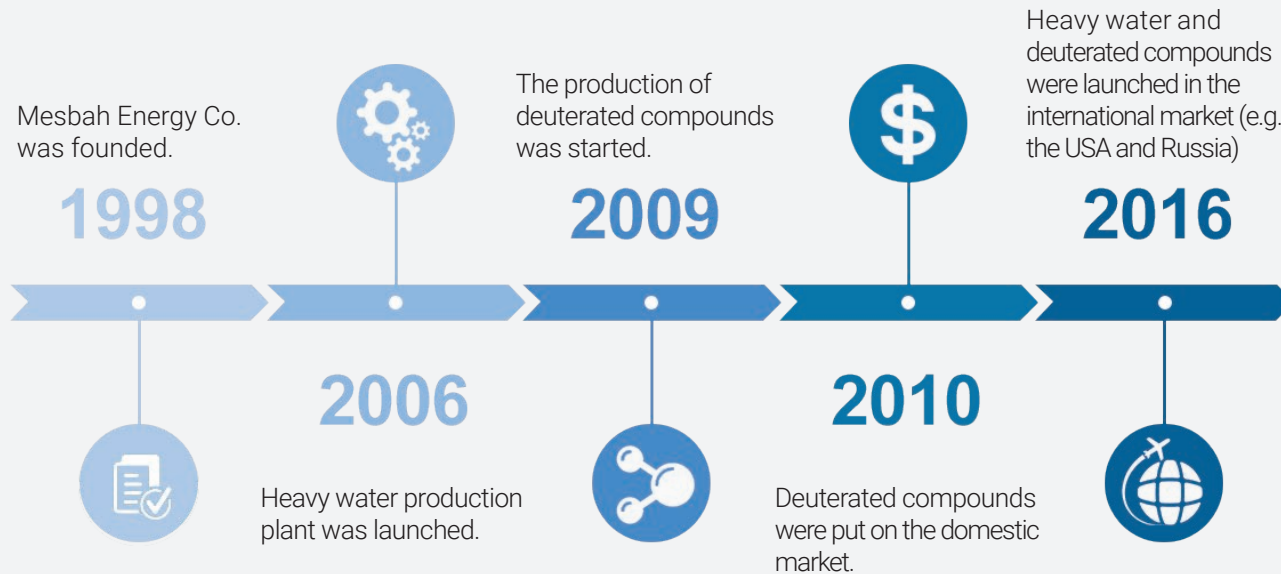 Mesbah Energy Co.
was founded.
1998
2006
Heavy water production
plant was launched.
The production of
deuterated compounds
was started.
2009
2010
Deuterated compounds
were put on the domestic
market.
Heavy water and
deuterated compounds
were launched in the
international market (e.g.
the USA and Russia)
2016